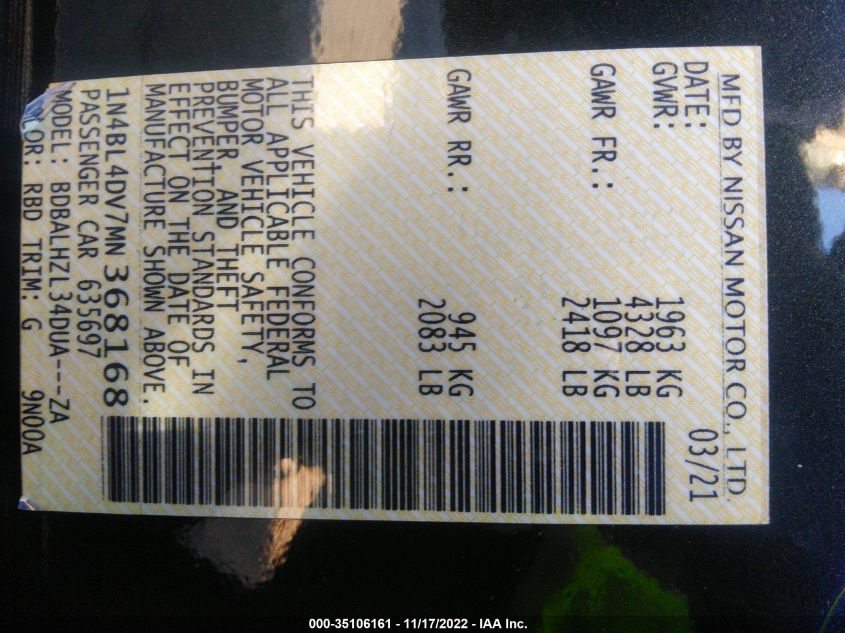 MFD BY NISSAN MOTOR CO., LTD.
DATE: 03/21
GVWR: 1963 KG
4328 LB
GAWR FR.: 1097 KG
2418 LB
GAWR RR.: 945 KG
2083 LB
THIS VEHICLE CONFORMS TO
ALL APPLICABLE FEDERAL
MOTOR VEHICLE SAFETY,
BUMPER AND THEFT
PREVENTION STANDARDS IN
EFFECT ON THE DATE OF
MANUFACTURE SHOWN ABOVE.
1N4BL4DV7MN368168
PASSENGER CAR 635697
MODEL: BDBALHZL34DUA---ZA
OR: RBD TRIM: G 9N00A
000-35106161 - 11/17/2022 - IAA Inc.